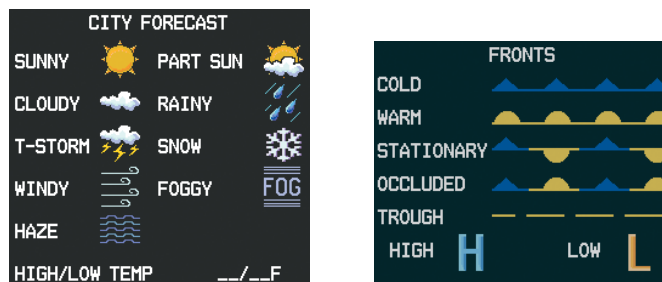 CITY FORECAST
SUNNY PART SUN
CLOUDY RAINY
T-STORM SNOW
WINDY FOGGY FOG
HAZE
HIGH/LOW TEMP __/__F
FRONTS
COLD
WARM
STATIONARY
OCCLUDED
TROUGH
HIGH H LOW L